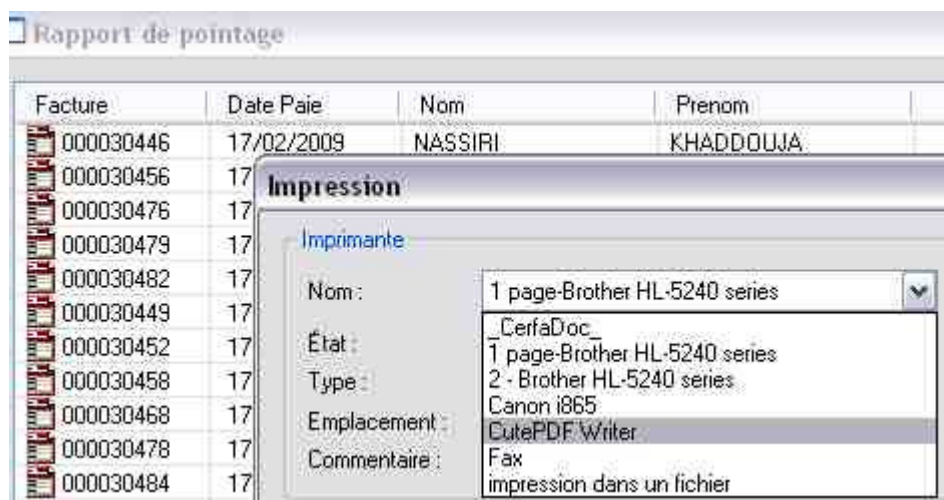 Rapport de pointage
Facture Date Paie Nom Prenom
000030446 17/02/2009 NASSIRI KHADDOUJA
000030456 17
000030476 17
000030479 17
000030482 17
000030449 17
000030452 17
000030458 17
000030468 17
000030478 17
000030484 17
Impression
Imprimante
Nom : 1 page-Brother HL-5240 series
_CerfaDoc_
État : 1 page-Brother HL-5240 series
Type : 2 - Brother HL-5240 series
Canon i865
Emplacement : CutePDF Writer
Commentaire : Fax
impression dans un fichier